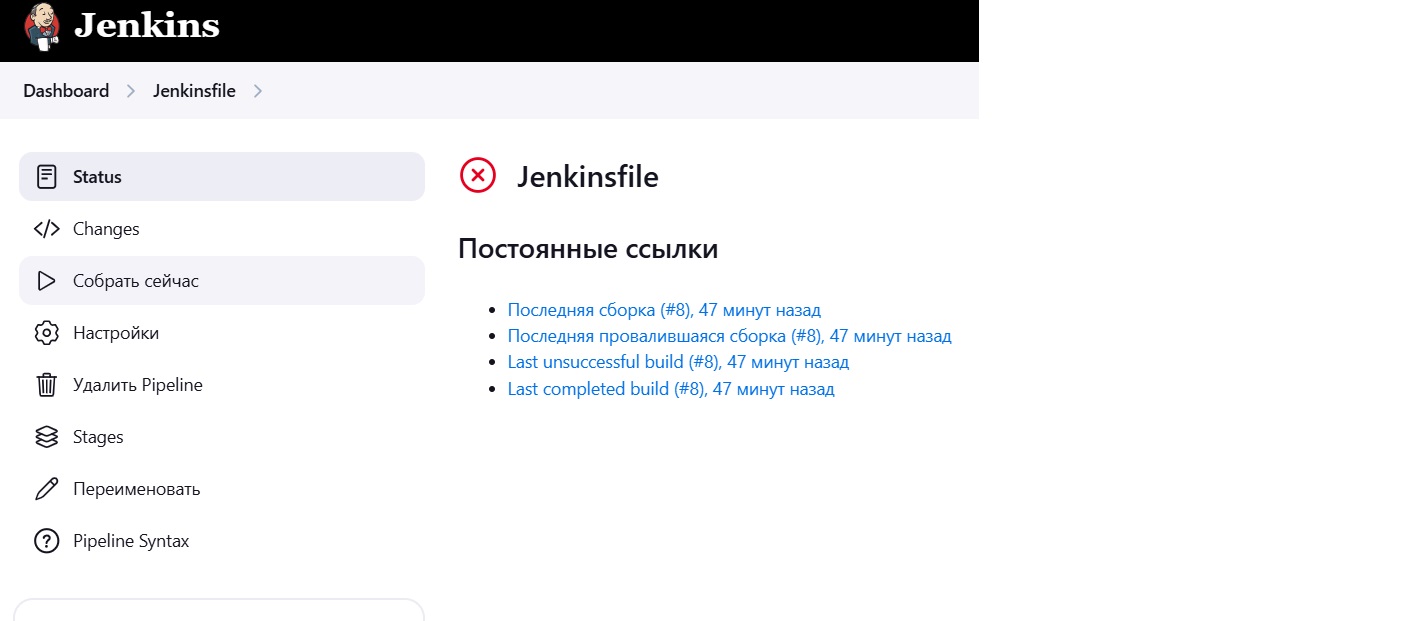 Jenkins
Dashboard Jenkinsfile
Status
Changes
Собрать сейчас
Настройки
Удалить Pipeline
Stages
Переименовать
Pipeline Syntax
Jenkinsfile
Постоянные ссылки
Последняя сборка (#8), 47 минут назад
Последняя провалившаяся сборка (#8), 47 минут назад
Last unsuccessful build (#8), 47 минут назад
Last completed build (#8), 47 минут назад